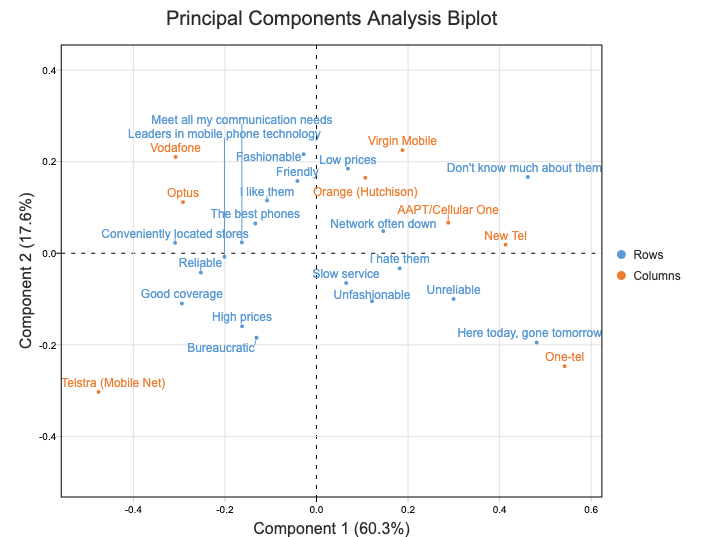 Principal Components Analysis Biplot
0.4
Meet all my communication needs
Leaders in mobile phone technology
Vodafone
Virgin Mobile
Fashionable
Low prices
0.2
Don't know much about them
Friendly
Optus
I like them
Orange (Hutchison)
The best phones
AAPT/Cellular One
Network often down
Conveniently located stores
New Tel
0.0
Rows
Reliable
I hate them
Slow service
Columns
Good coverage
Unfashionable
Unreliable
High prices
Here today, gone tomorrow
Bureaucratic
-0.2
One-tel
Telstra (Mobile Net)
-0.4
Component 2 (17.6%)
-0.4
-0.2
0.0
0.2
0.4
0.6
Component 1 (60.3%)